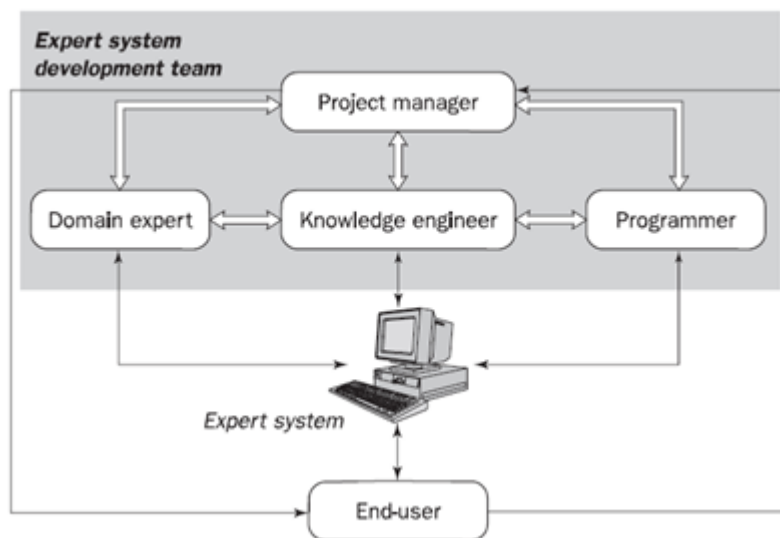 Expert system
development team
Project manager
Domain expert
Knowledge engineer
Programmer
Expert system
End-user